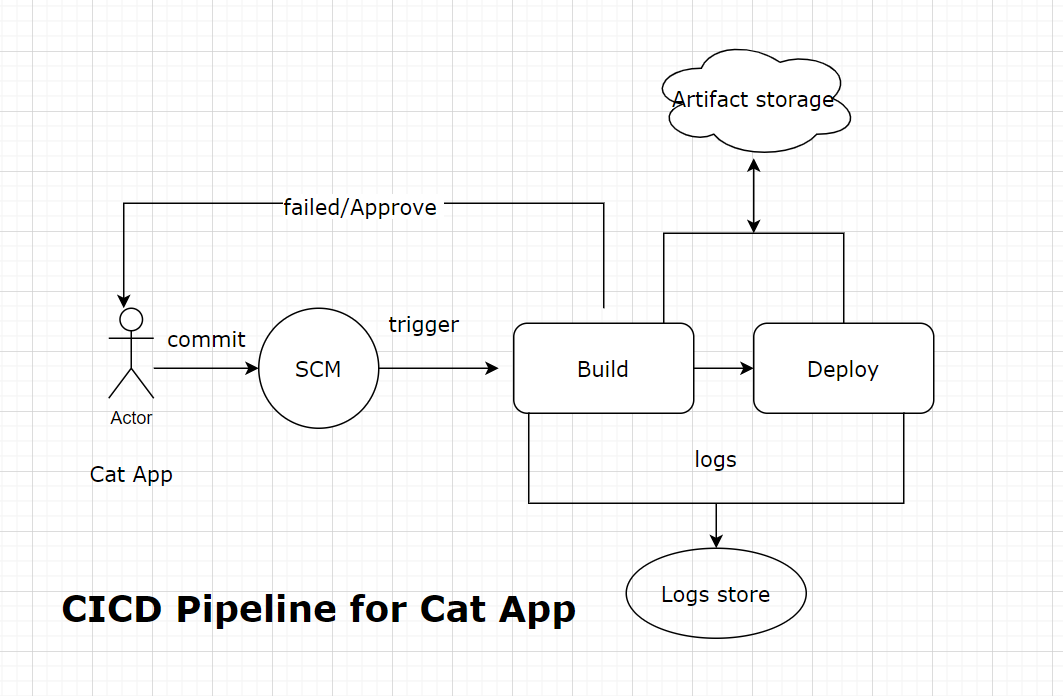 Artifact storage
failed/Approve
trigger
commit
SCM
Build
Deploy
Actor
logs
Cat App
Logs store
CICD Pipeline for Cat App